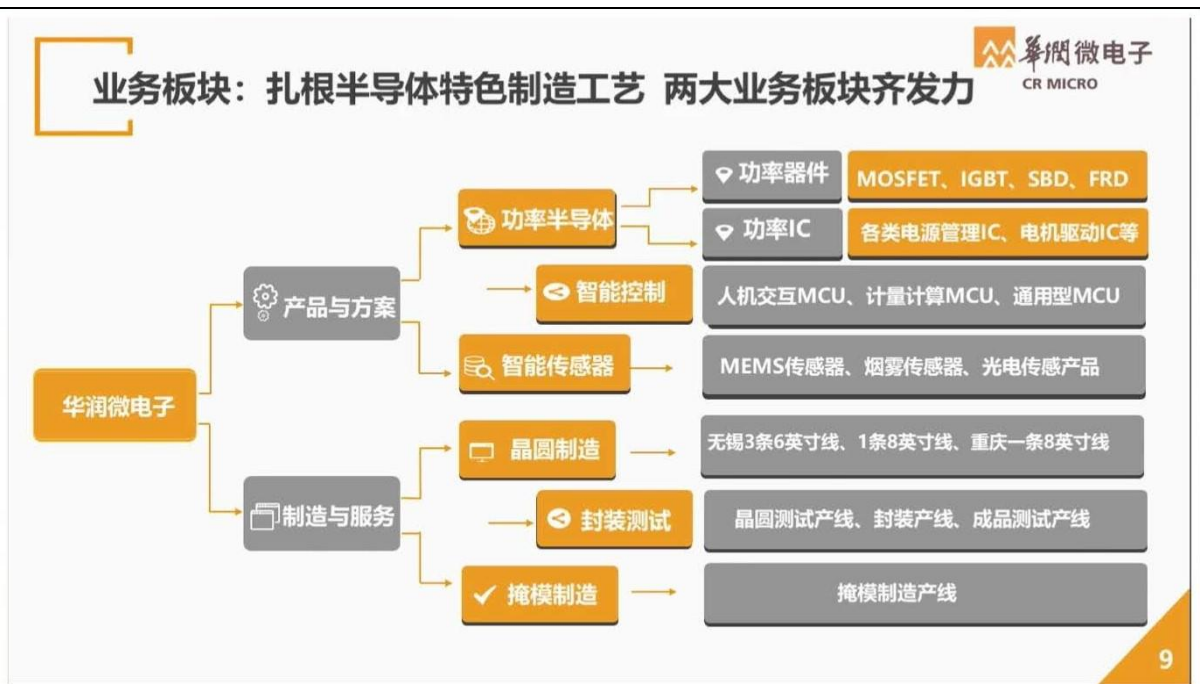 業务板块：扎根半导体特色制造工艺 两大业务板块齐发力
華潤微电子
CR MICRO
功率器件
MOSFET、IGBT、SBD、FRD
功率半导体
功率IC
各类电源管理IC、电机驱动IC等
智能控制
人机交互MCU、计量计算MCU、通用型MCU
产品与方案
智能传感器
MEMS传感器、烟雾传感器、光电传感产品
华润微电子
晶圆制造
无锡3条6英寸线、1条8英寸线、重庆一条8英寸线
制造与服务
封装测试
晶圆测试产线、封装产线、成品测试产线
掩模制造
掩模制造产线
9